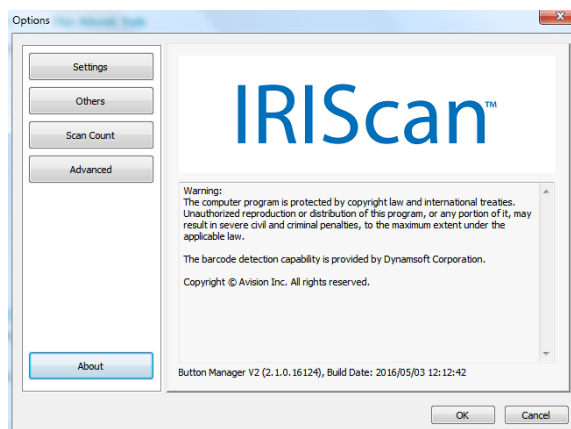 Options
Settings
Others
Scan Count
Advanced
About
IRIScan™
Warning:
The computer program is protected by copyright law and international treaties.
Unauthorized reproduction or distribution of this program, or any portion of it, may
result in severe civil and criminal penalties, to the maximum extent under the
applicable law.
The barcode detection capability is provided by Dynamsoft Corporation.
Copyright © Avision Inc. All rights reserved.
Button Manager V2 (2.1.0.16124), Build Date: 2016/05/03 12:12:42
OK
Cancel